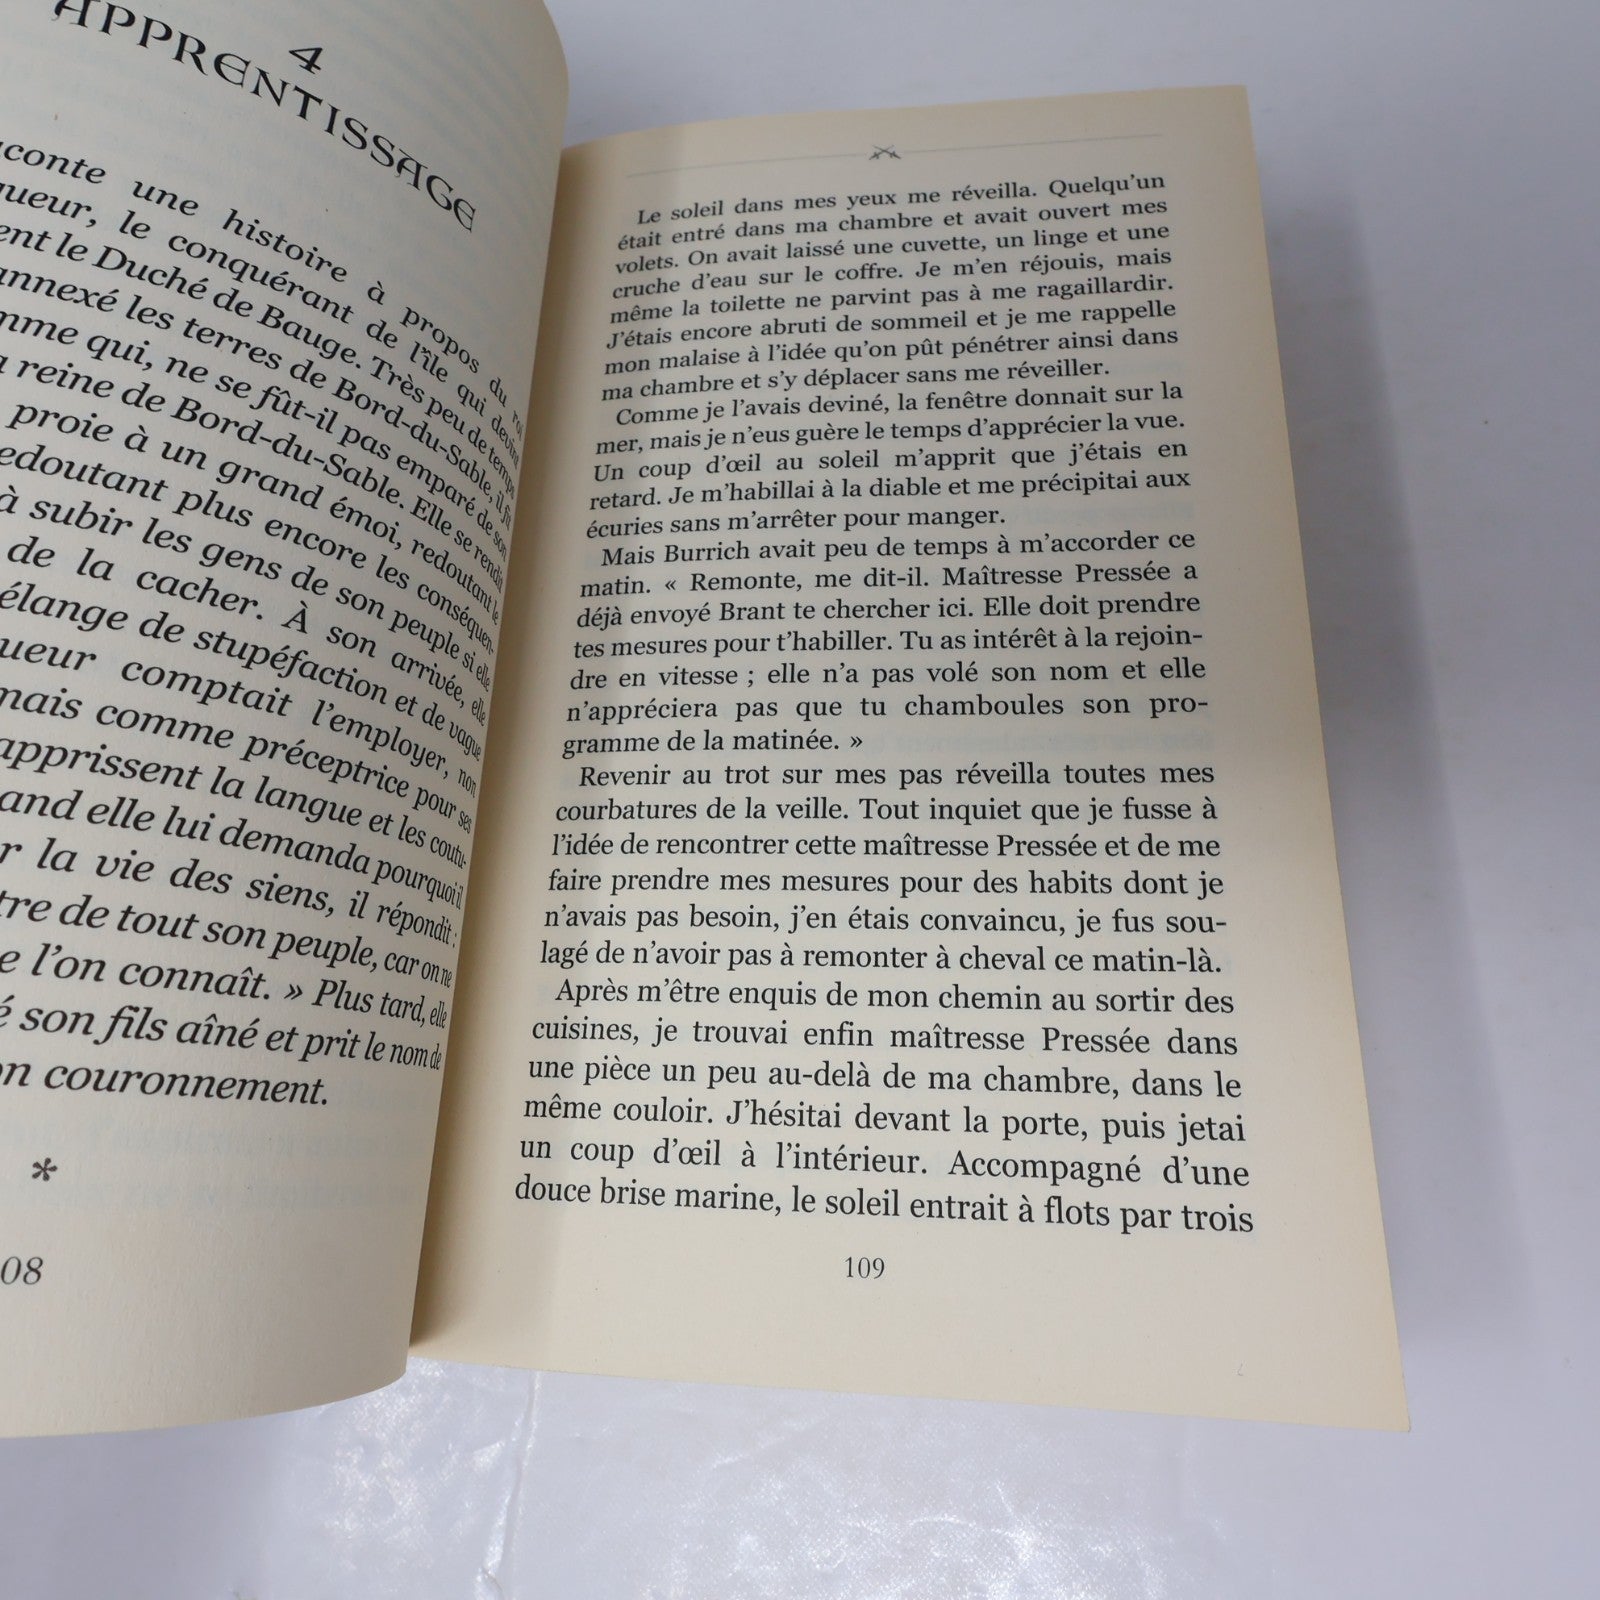 4
APPRENTISSAGE
une histoire à propos du roi
le conquérant de l'île qui devint
le Duché de Bauge. Très peu de temps
annexé les terres de Bord-du-Sable, il fit
qui, ne se fût-il pas emparé de son
reine de Bord-du-Sable. Elle se rendit
proie à un grand émoi, redoutant le
plus encore les conséquen-
à subir les gens de son peuple si elle
de la cacher. À son arrivée, elle
de stupéfaction et de vague
comptait l'employer, non
mais comme préceptrice pour ses
apprissent la langue et les coutu-
elle lui demanda pourquoi il
la vie des siens, il répondit :
de tout son peuple, car on ne
l'on connaît. » Plus tard, elle
son fils aîné et prit le nom de
couronnement.
*
08
Le soleil dans mes yeux me réveilla. Quelqu'un
était entré dans ma chambre et avait ouvert mes
volets. On avait laissé une cuvette, un linge et une
cruche d'eau sur le coffre. Je m'en réjouis, mais
même la toilette ne parvint pas à me ragaillardir.
J'étais encore abruti de sommeil et je me rappelle
mon malaise à l'idée qu'on pût pénétrer ainsi dans
ma chambre et s'y déplacer sans me réveiller.
Comme je l'avais deviné, la fenêtre donnait sur la
mer, mais je n'eus guère le temps d'apprécier la vue.
Un coup d'œil au soleil m'apprit que j'étais en
retard. Je m'habillai à la diable et me précipitai aux
écuries sans m'arrêter pour manger.
Mais Burrich avait peu de temps à m'accorder ce
matin. « Remonte, me dit-il. Maîtresse Pressée a
déjà envoyé Brant te chercher ici. Elle doit prendre
tes mesures pour t'habiller. Tu as intérêt à la rejoin-
dre en vitesse ; elle n'a pas volé son nom et elle
n'appréciera pas que tu chamboules son pro-
gramme de la matinée. »
Revenir au trot sur mes pas réveilla toutes mes
courbatures de la veille. Tout inquiet que je fusse à
l'idée de rencontrer cette maîtresse Pressée et de me
faire prendre mes mesures pour des habits dont je
n'avais pas besoin, j'en étais convaincu, je fus sou-
lagé de n'avoir pas à remonter à cheval ce matin-là.
Après m'être enquis de mon chemin au sortir des
cuisines, je trouvai enfin maîtresse Pressée dans
une pièce un peu au-delà de ma chambre, dans le
même couloir. J'hésitai devant la porte, puis jetai
un coup d'œil à l'intérieur. Accompagné d'une
douce brise marine, le soleil entrait à flots par trois
109